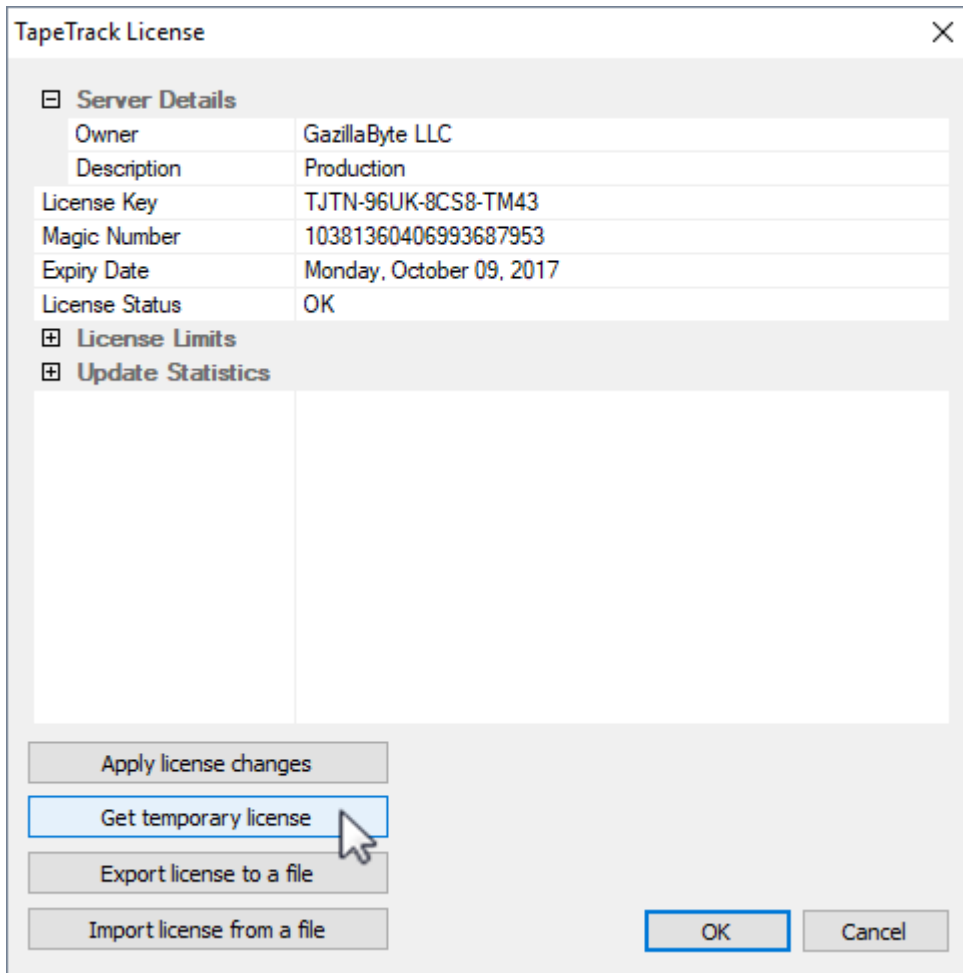 TapeTrack License
Server Details
Owner GazillaByte LLC
Description Production
License Key TJTN-96UK-8CS8-TM43
Magic Number 10381360406993687953
Expiry Date Monday, October 09, 2017
License Status OK
License Limits
Update Statistics
Apply license changes
Get temporary license
Export license to a file
Import license from a file
OK Cancel